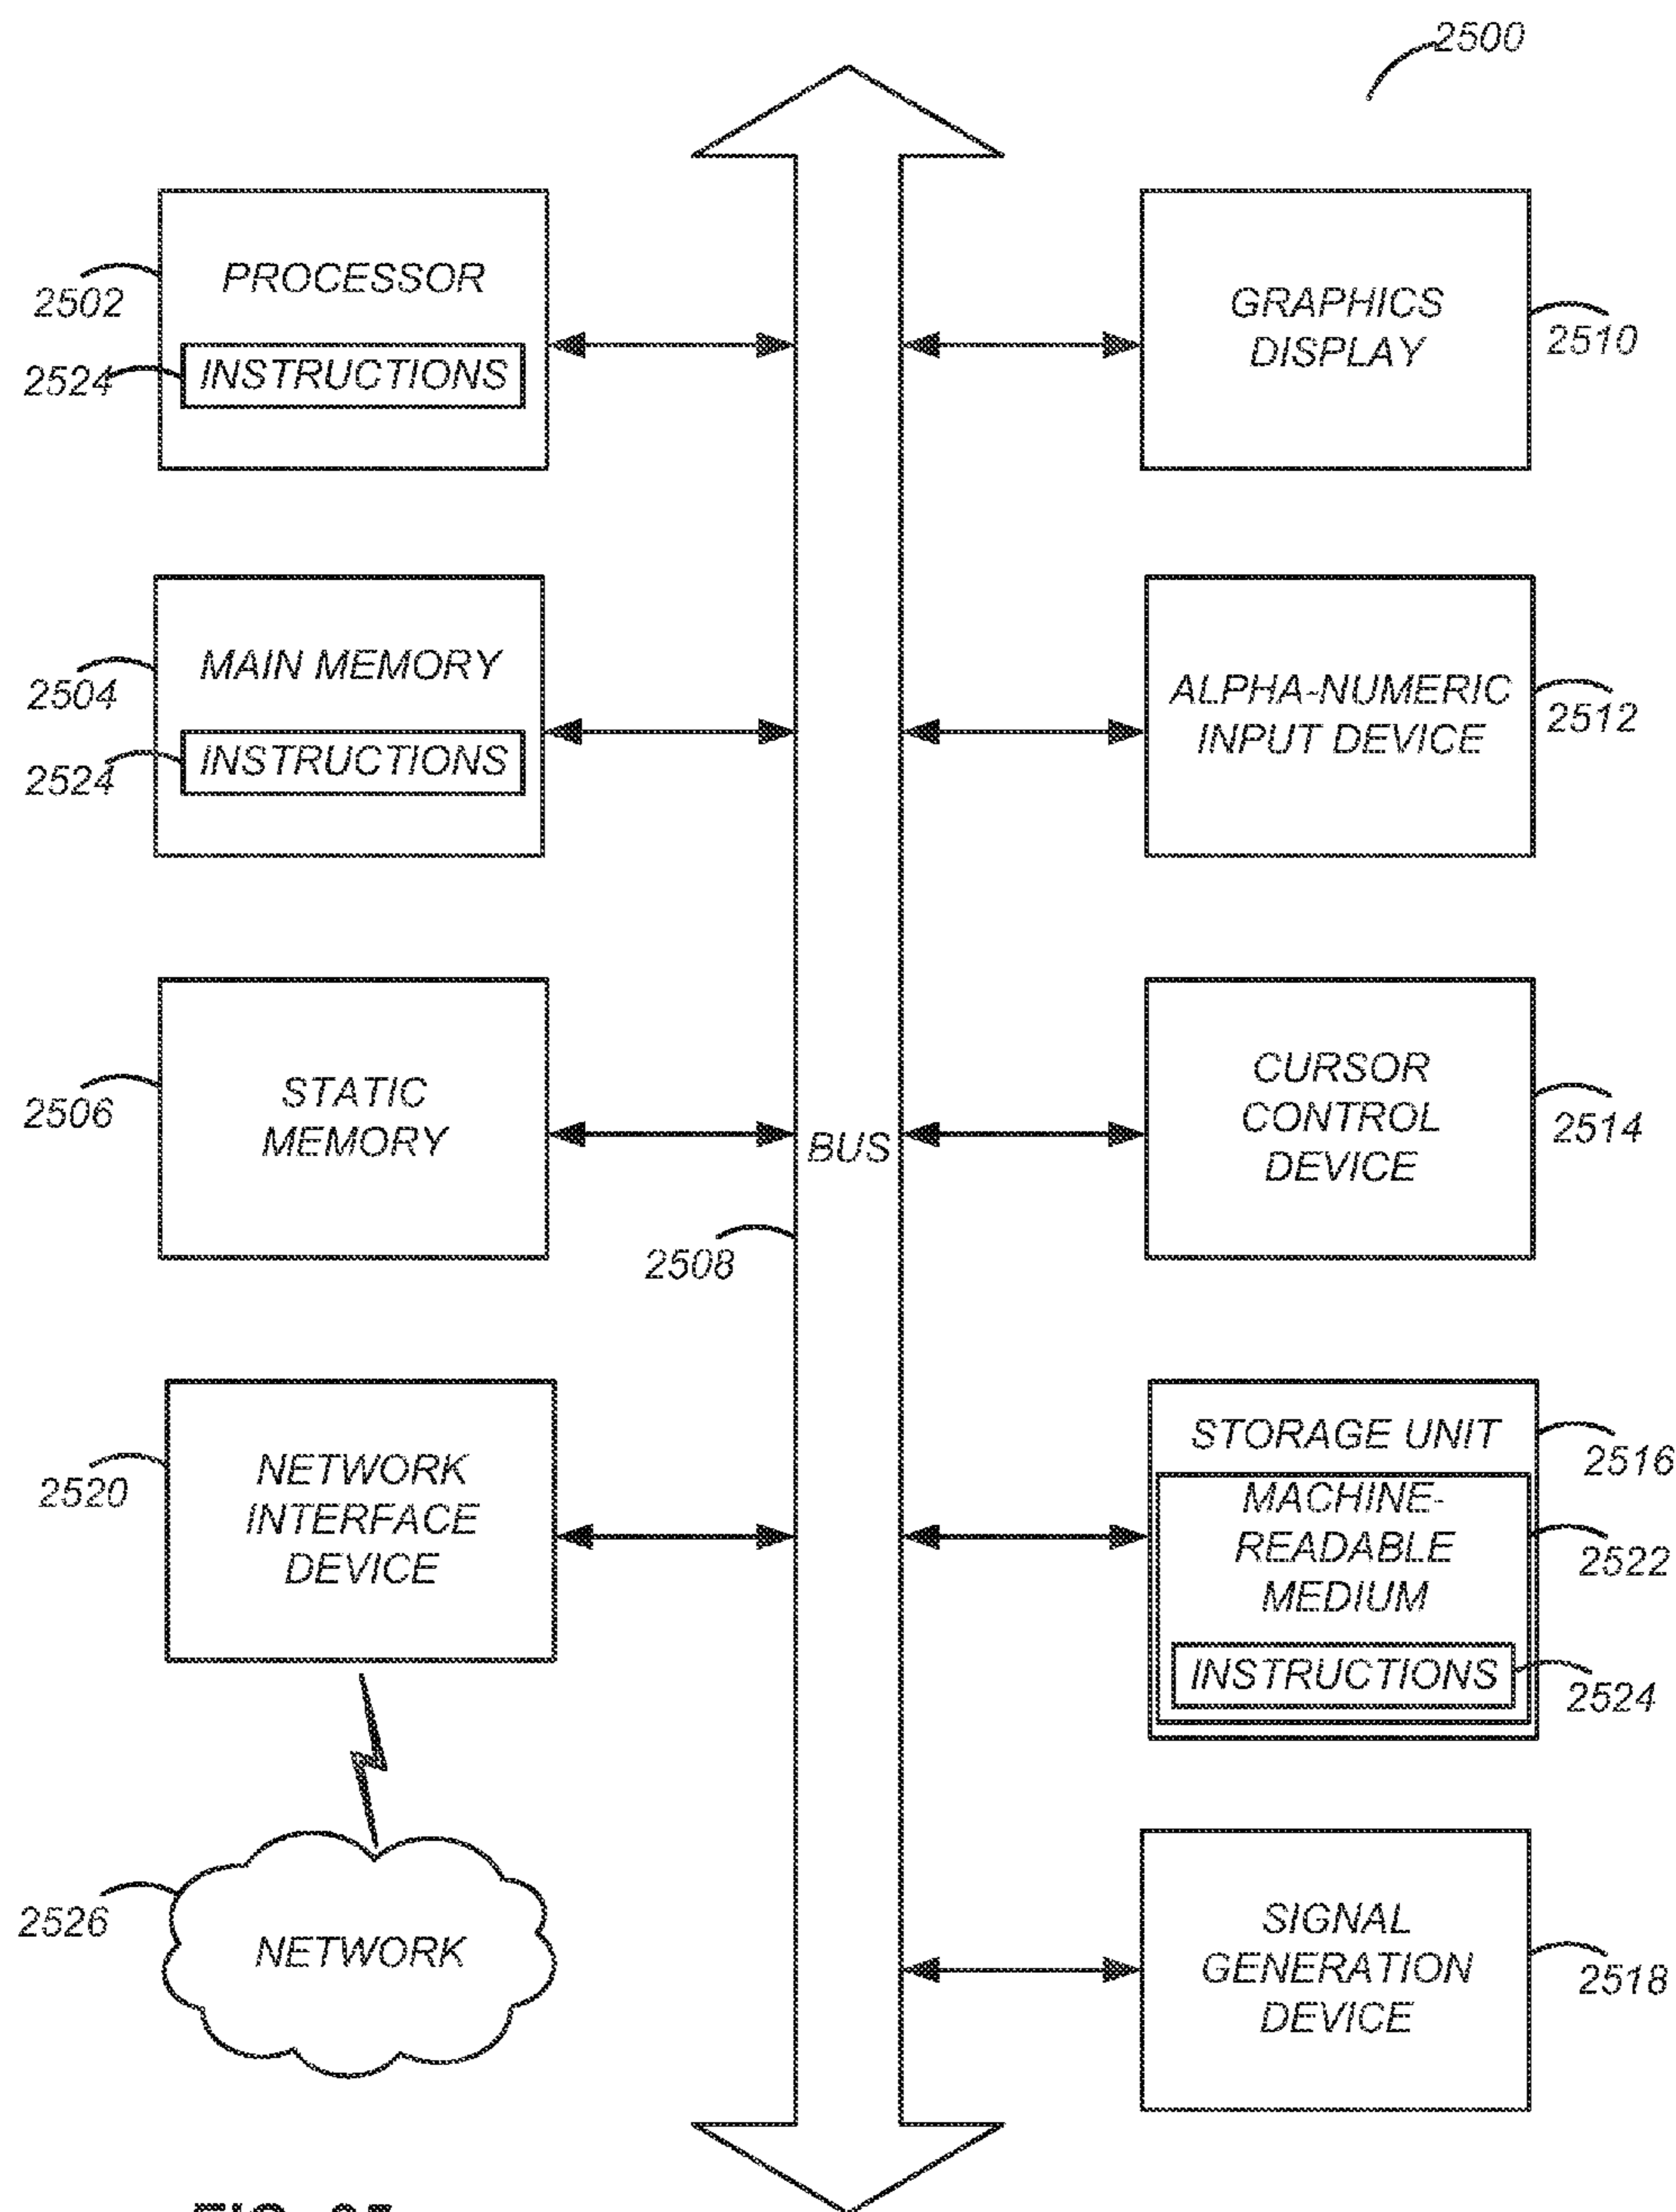 2500
PROCESSOR
2502
INSTRUCTIONS
2524
GRAPHICS
DISPLAY
2510
MAIN MEMORY
2504
INSTRUCTIONS
2524
ALPHA-NUMERIC
INPUT DEVICE
2512
STATIC
MEMORY
2506
BUS
2508
CURSOR
CONTROL
DEVICE
2514
NETWORK
INTERFACE
DEVICE
2520
STORAGE UNIT
2516
MACHINE-
READABLE
MEDIUM
2522
INSTRUCTIONS
2524
NETWORK
2526
SIGNAL
GENERATION
DEVICE
2518